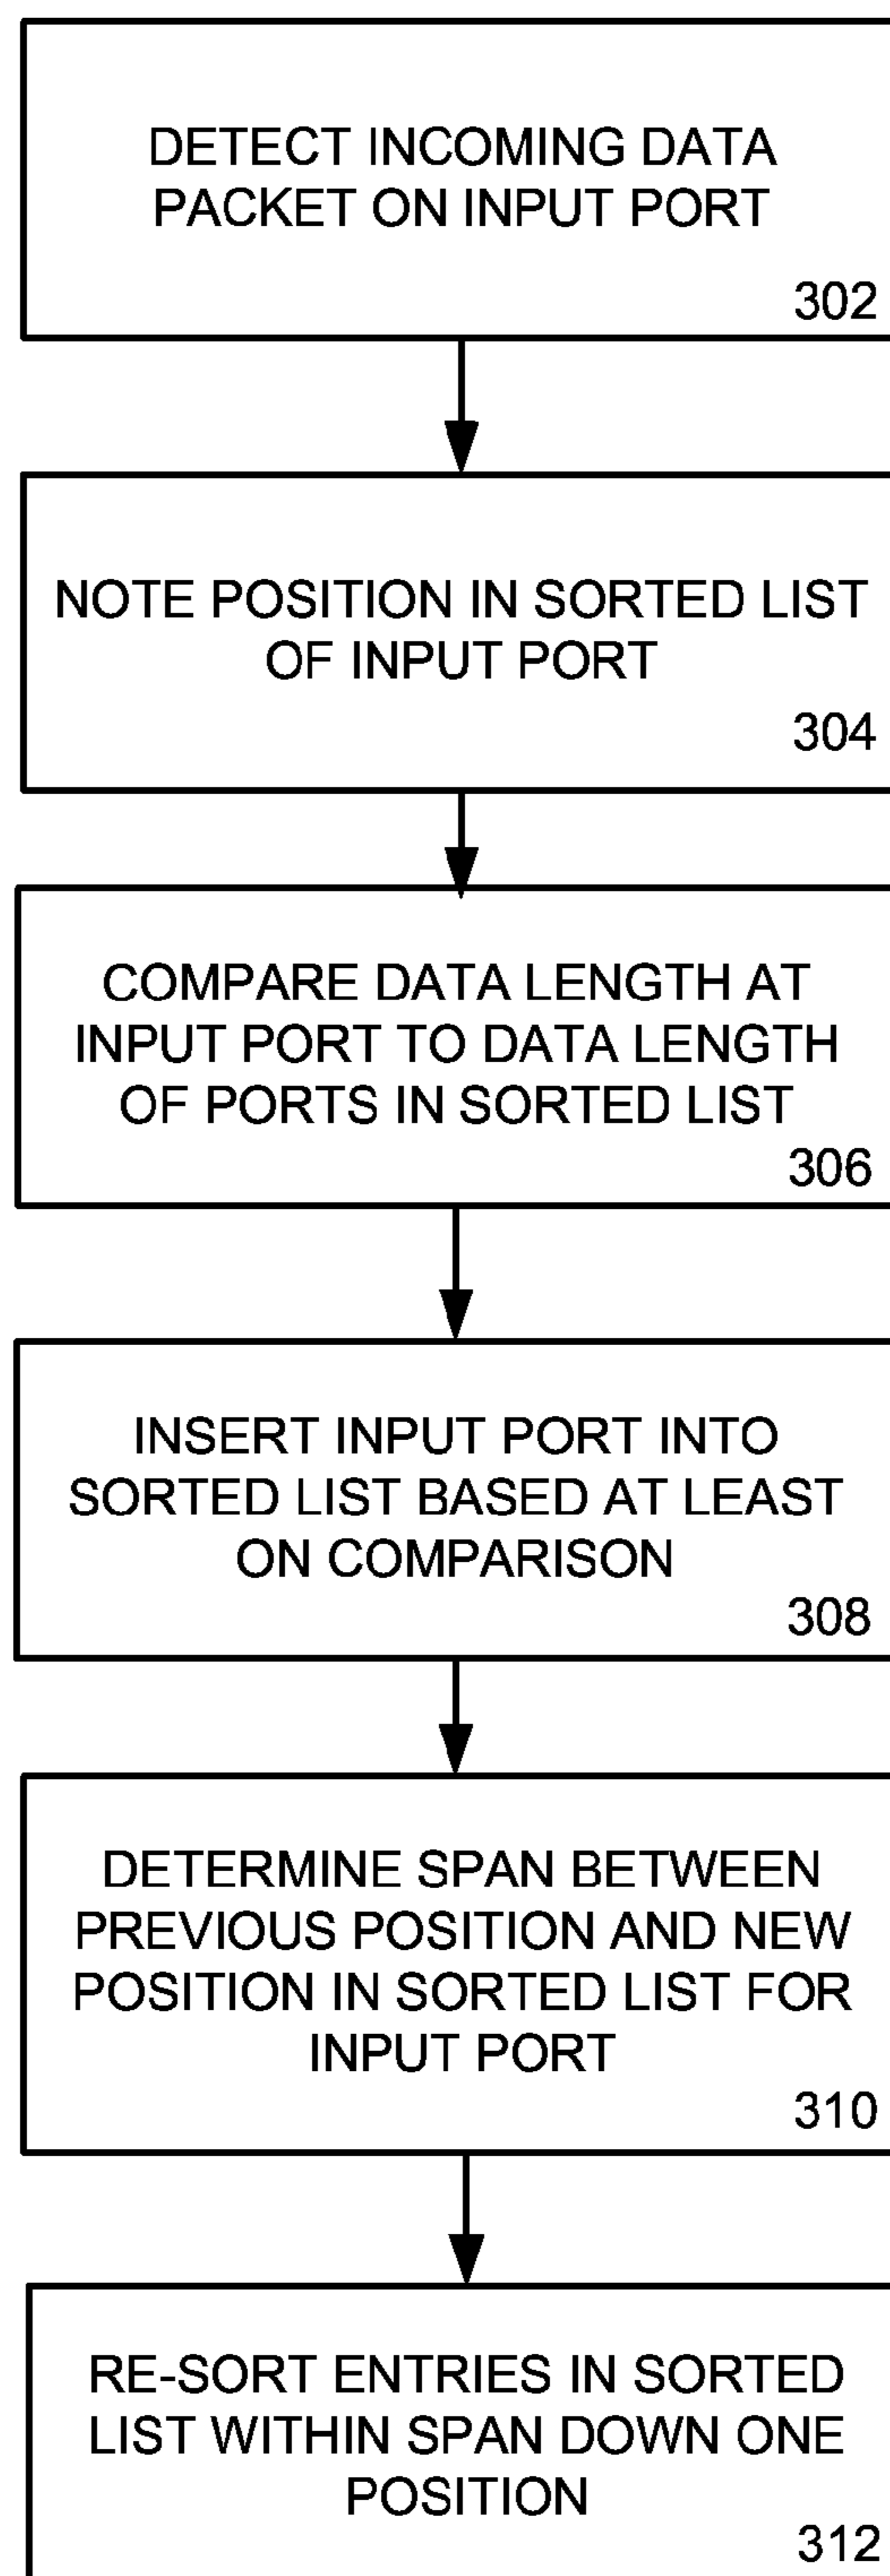 DETECT INCOMING DATA
PACKET ON INPUT PORT
302
NOTE POSITION IN SORTED LIST
OF INPUT PORT
304
COMPARE DATA LENGTH AT
INPUT PORT TO DATA LENGTH
OF PORTS IN SORTED LIST
306
INSERT INPUT PORT INTO
SORTED LIST BASED AT LEAST
ON COMPARISON
308
DETERMINE SPAN BETWEEN
PREVIOUS POSITION AND NEW
POSITION IN SORTED LIST FOR
INPUT PORT
310
RE-SORT ENTRIES IN SORTED
LIST WITHIN SPAN DOWN ONE
POSITION
312